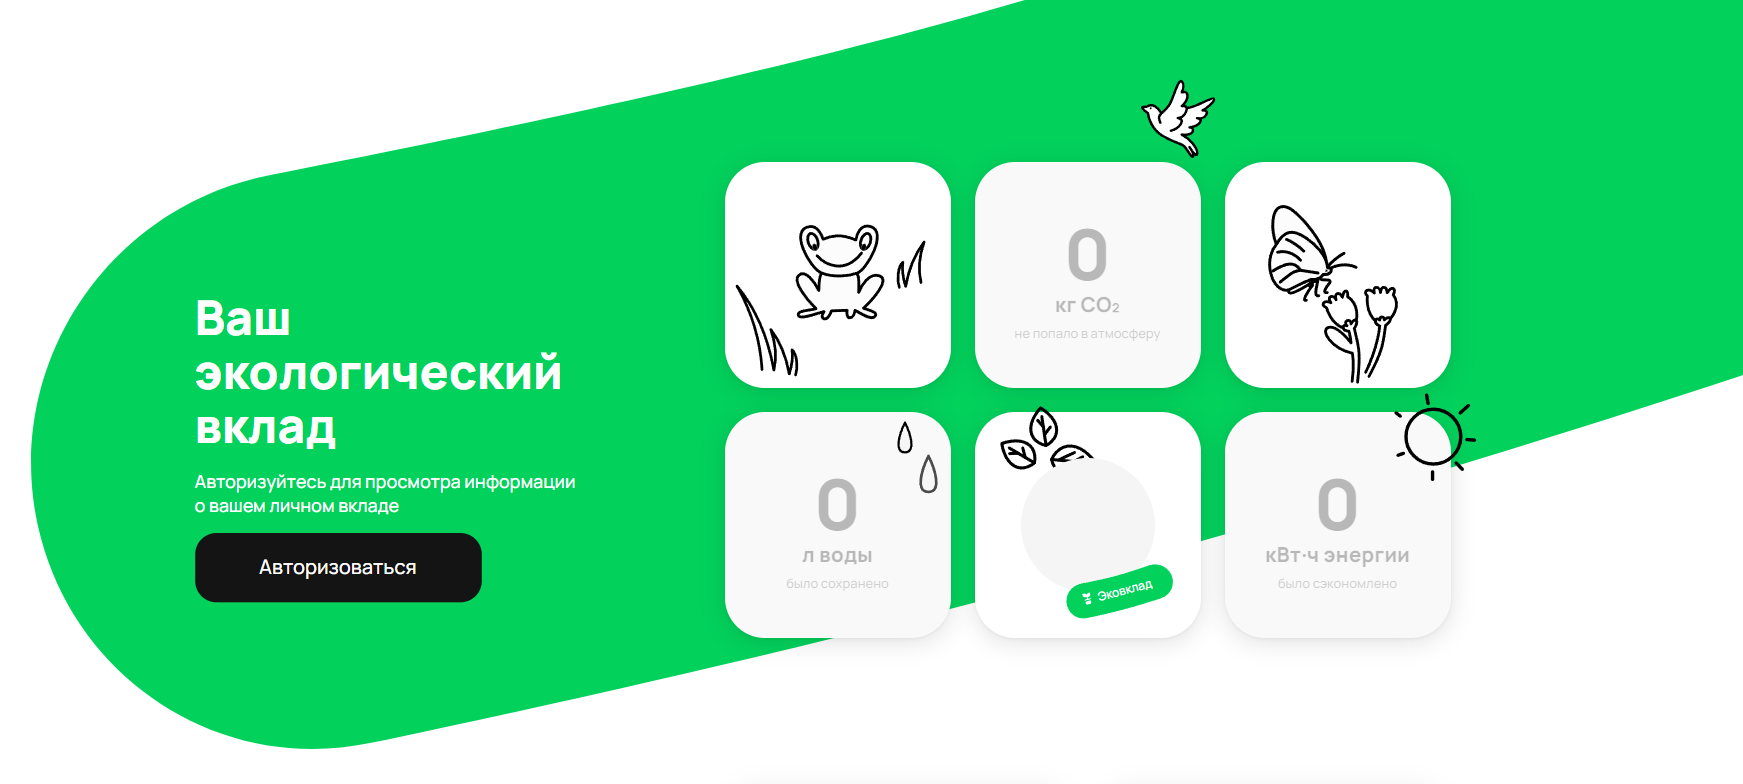 Ваш
экологический
вклад
Авторизуйтесь для просмотра информации
о вашем личном вкладе
Авторизоваться
0
кг CO₂
не попало в атмосферу
0
л воды
было сохранено
Эковклад
0
кВт·ч энергии
было сэкономлено